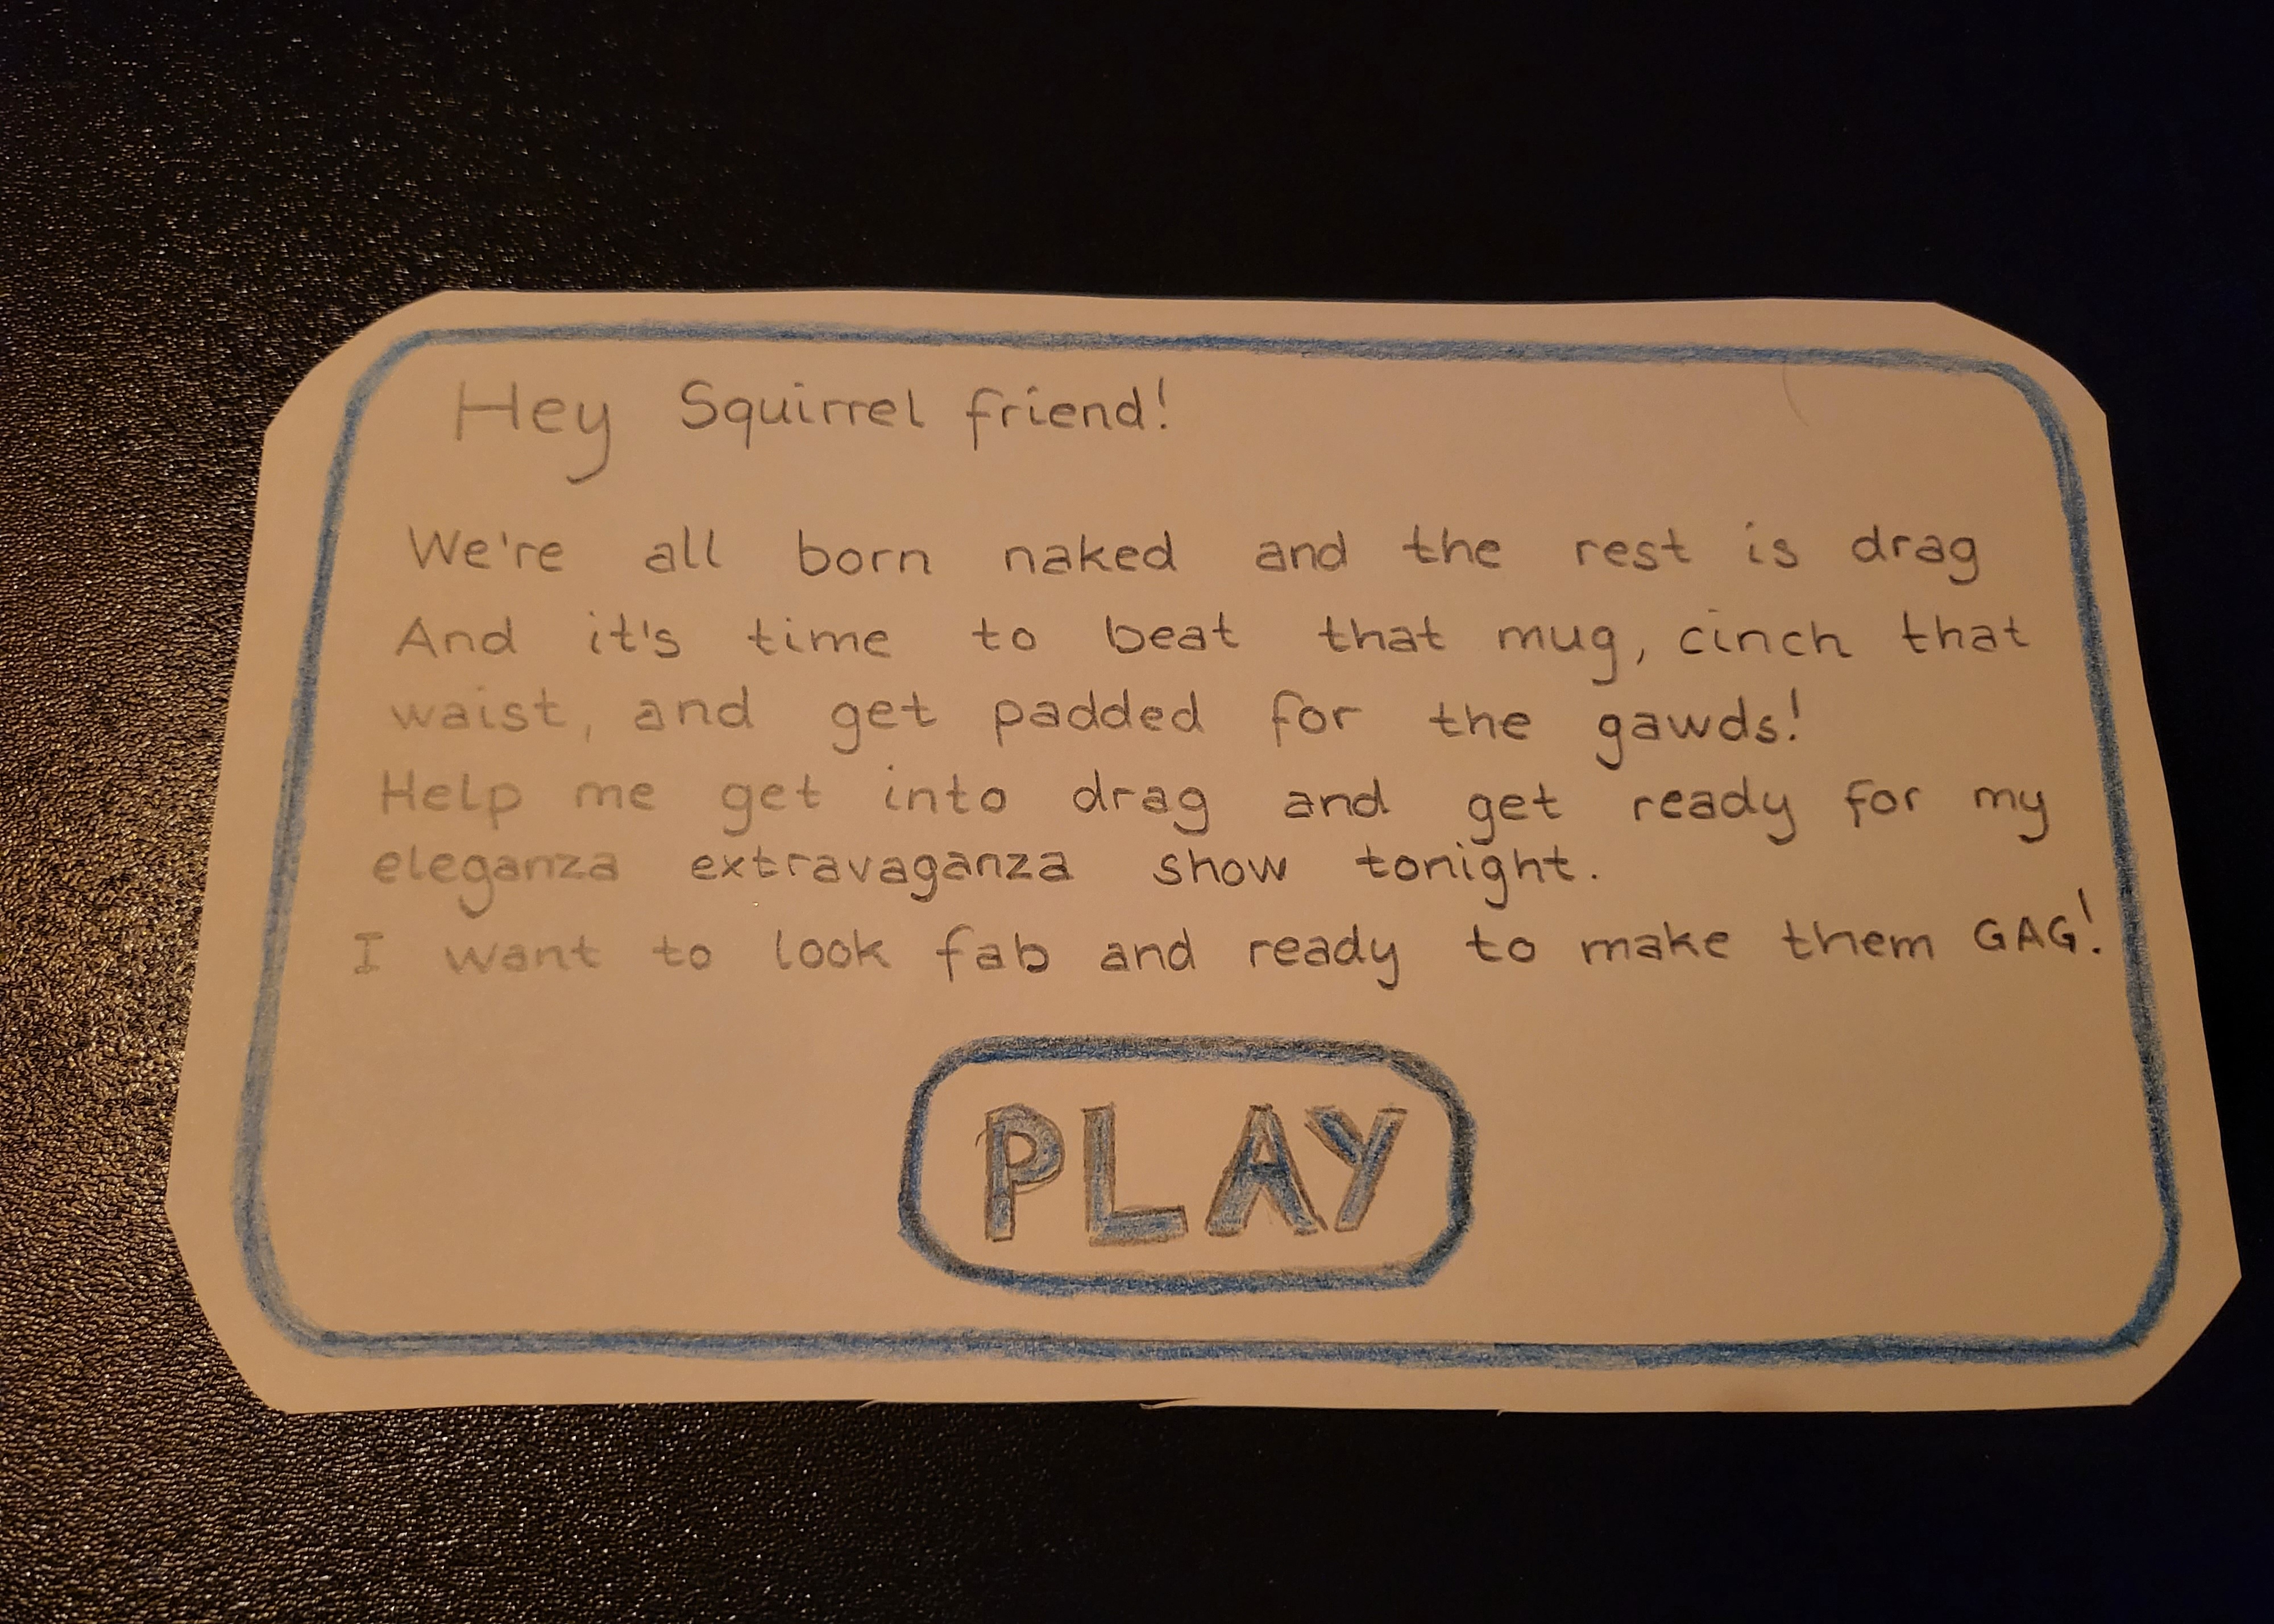 Hey Squirrel friend!
We're all born naked and the rest is drag
And it's time to beat that mug, cinch that
waist, and get padded for the gawds!
Help me get into drag and get ready for my
eleganza extravaganza show tonight.
I want to look fab and ready to make them GAG!
PLAY